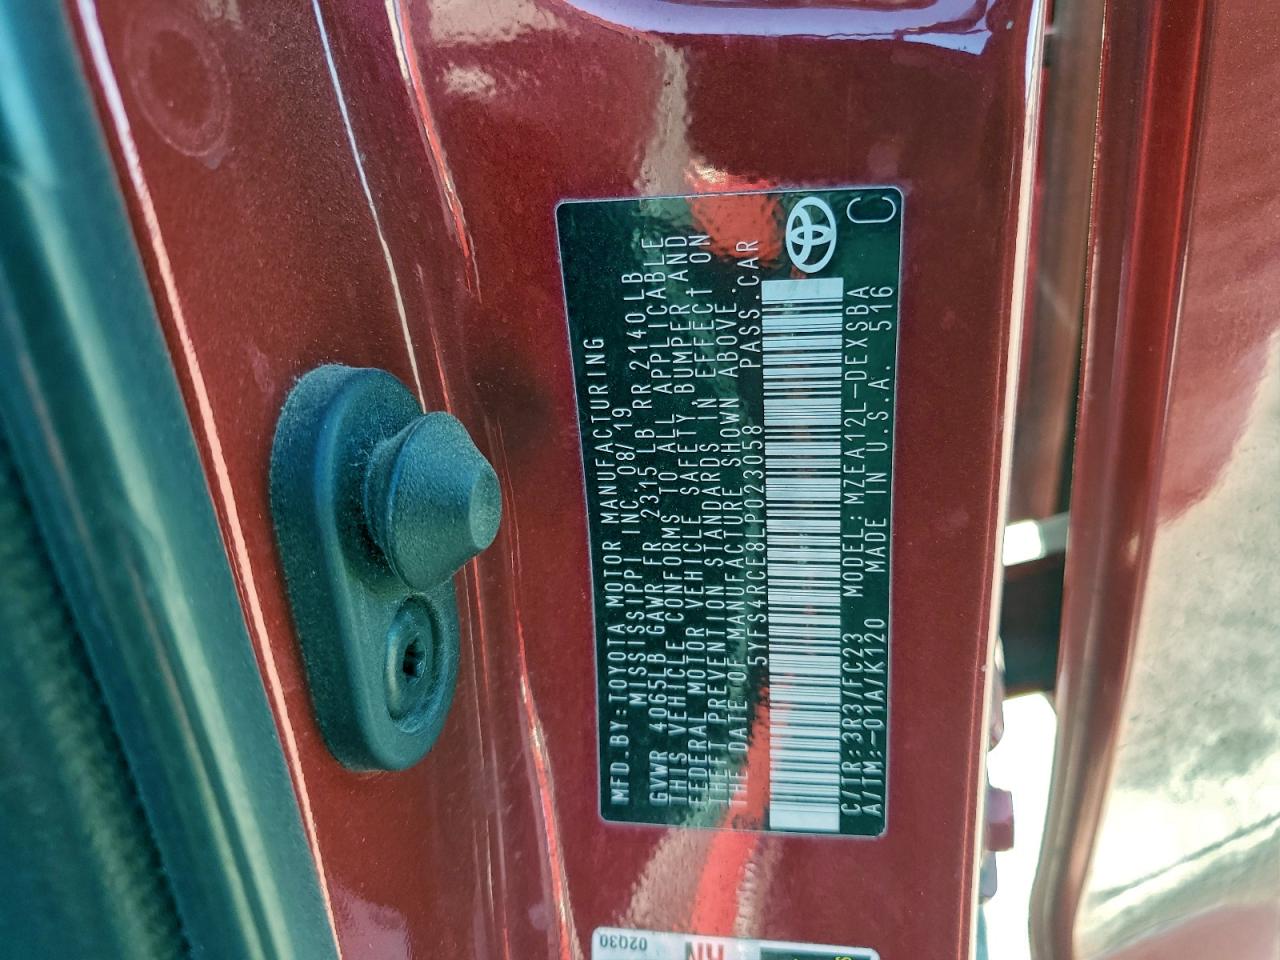 MFD BY:TOYOTA MOTOR MANUFACTURING
MISSISSIPPI INC.08/19
GVWR 4065LB GAWR FR 2315 LB RR 2140LB
THIS VEHICLE CONFORMS TO ALL APPLICABLE
FEDERAL MOTOR VEHICLE SAFETY,BUMPER AND
THEFT PREVENTION STANDARDS IN EFFECT ON
THE DATE OF MANUFACTURE SHOWN ABOVE.
5YFS4RCE8LP023058 PASS.CAR
C/TR:3R3/FC23 MODEL:MZEA12L-DEXSBA
A/TM:-01A/K120 MADE IN U.S.A. 516
C
02Q30